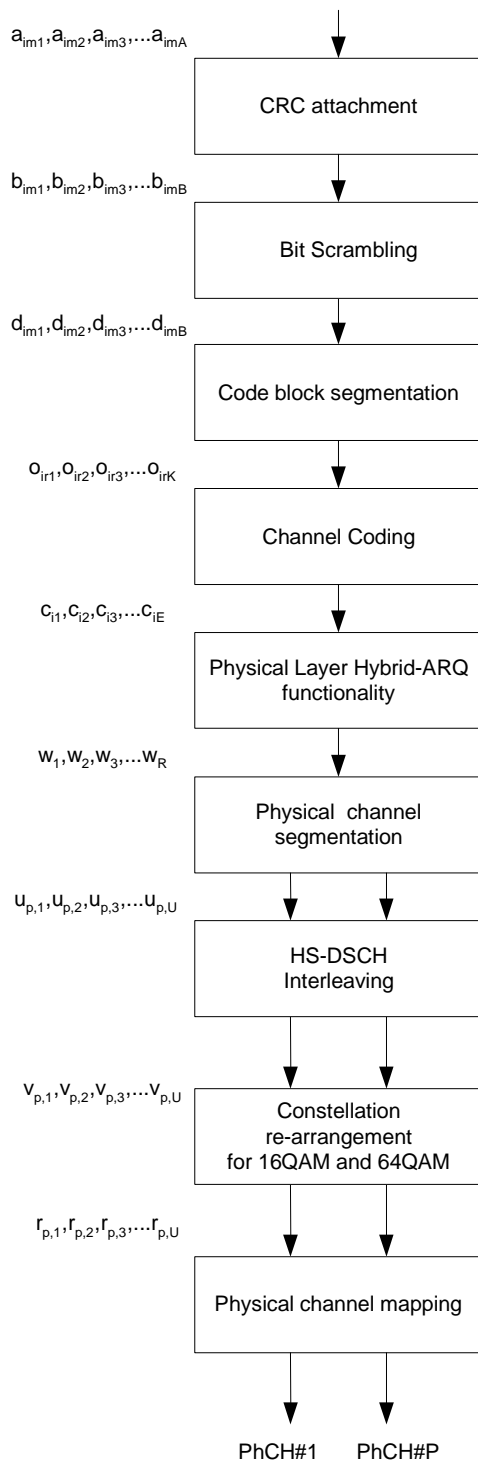 a_im1,a_im2,a_im3,...a_imA
CRC attachment
b_im1,b_im2,b_im3,...b_imB
Bit Scrambling
d_im1,d_im2,d_im3,...d_imB
Code block segmentation
o_ir1,o_ir2,o_ir3,...o_irK
Channel Coding
c_i1,c_i2,c_i3,...c_iE
Physical Layer Hybrid-ARQ
functionality
w_1,w_2,w_3,...w_R
Physical channel
segmentation
u_p,1,u_p,2,u_p,3,...u_p,U
HS-DSCH
Interleaving
v_p,1,v_p,2,v_p,3,...v_p,U
Constellation
re-arrangement
for 16QAM and 64QAM
r_p,1,r_p,2,r_p,3,...r_p,U
Physical channel mapping
PhCH#1 PhCH#P